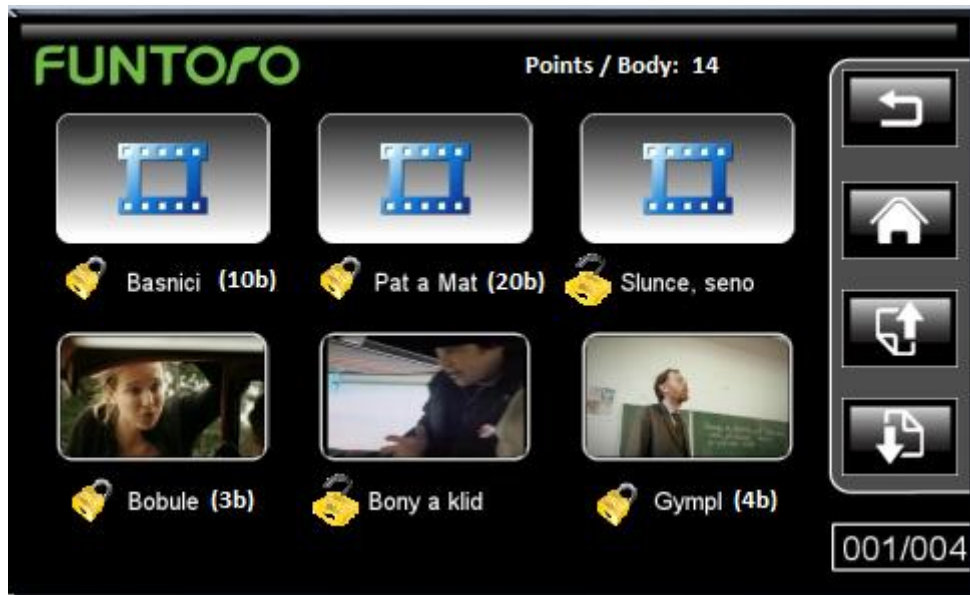 FUNTORO
Points / Body: 14
Basnici (10b)
Pat a Mat (20b)
Slunce, seno
Bobule (3b)
Bony a klid
Gympl (4b)
001/004